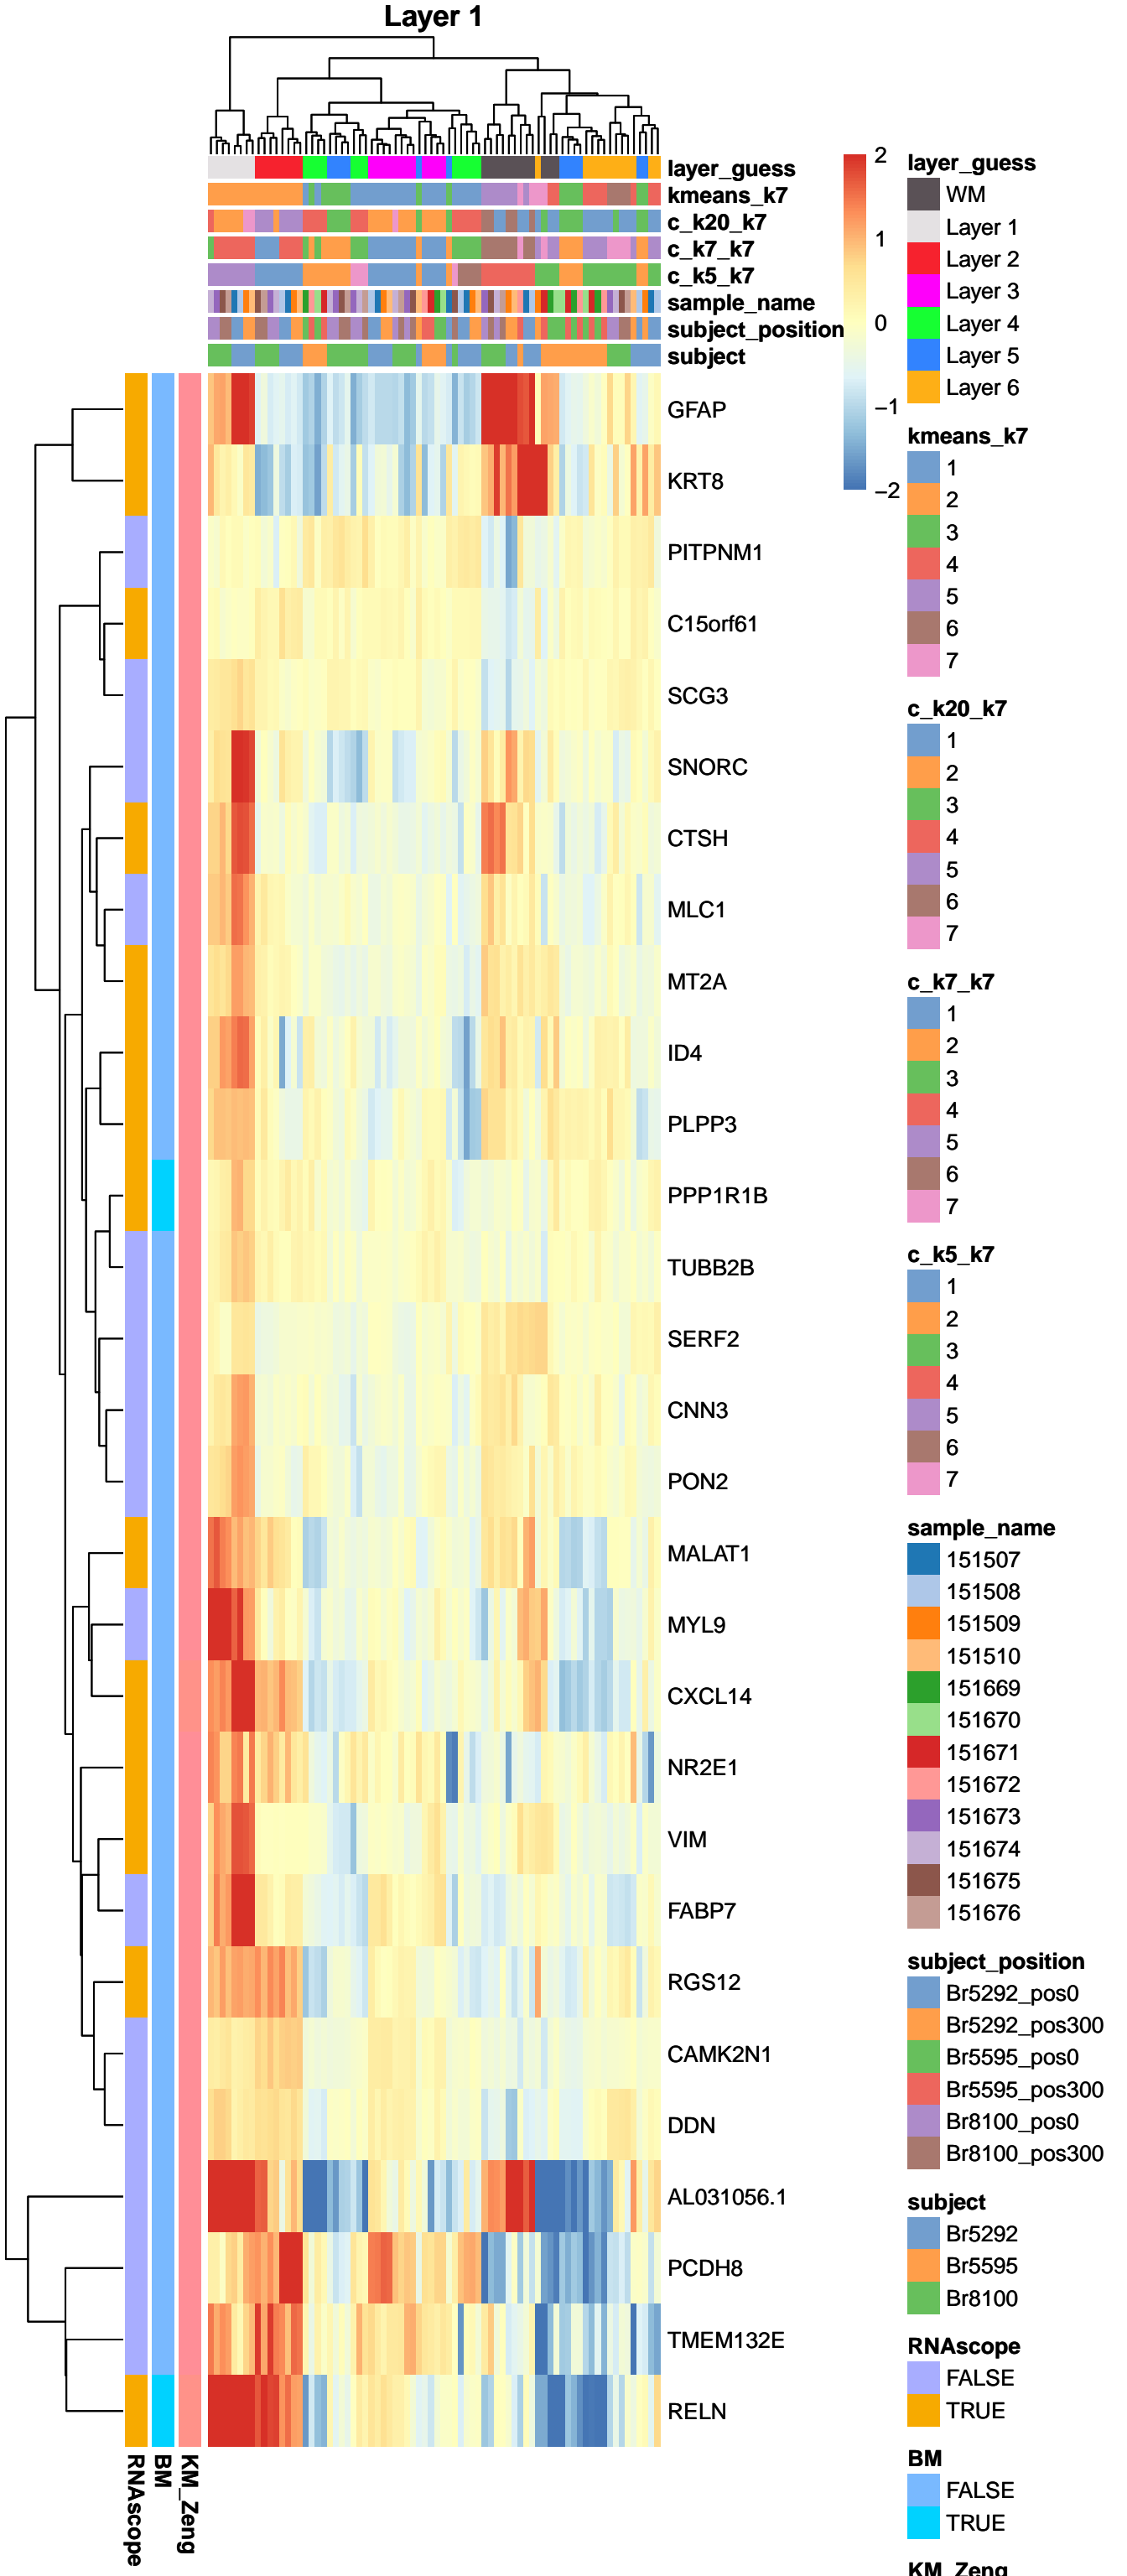 Layer 1
layer_guess
kmeans_k7
c_k20_k7
c_k7_k7
c_k5_k7
sample_name
subject_position
subject
GFAP
KRT8
PITPNM1
C15orf61
SCG3
SNORC
CTSH
MLC1
MT2A
ID4
PLPP3
PPP1R1B
TUBB2B
SERF2
CNN3
PON2
MALAT1
MYL9
CXCL14
NR2E1
VIM
FABP7
RGS12
CAMK2N1
DDN
AL031056.1
PCDH8
TMEM132E
RELN
RNAscope
BM
KM_Zeng
2
1
0
−1
−2
layer_guess
WM
Layer 1
Layer 2
Layer 3
Layer 4
Layer 5
Layer 6
kmeans_k7
1
2
3
4
5
6
7
c_k20_k7
1
2
3
4
5
6
7
c_k7_k7
1
2
3
4
5
6
7
c_k5_k7
1
2
3
4
5
6
7
sample_name
151507
151508
151509
151510
151669
151670
151671
151672
151673
151674
151675
151676
subject_position
Br5292_pos0
Br5292_pos300
Br5595_pos0
Br5595_pos300
Br8100_pos0
Br8100_pos300
subject
Br5292
Br5595
Br8100
RNAscope
FALSE
TRUE
BM
FALSE
TRUE
KM_Zeng